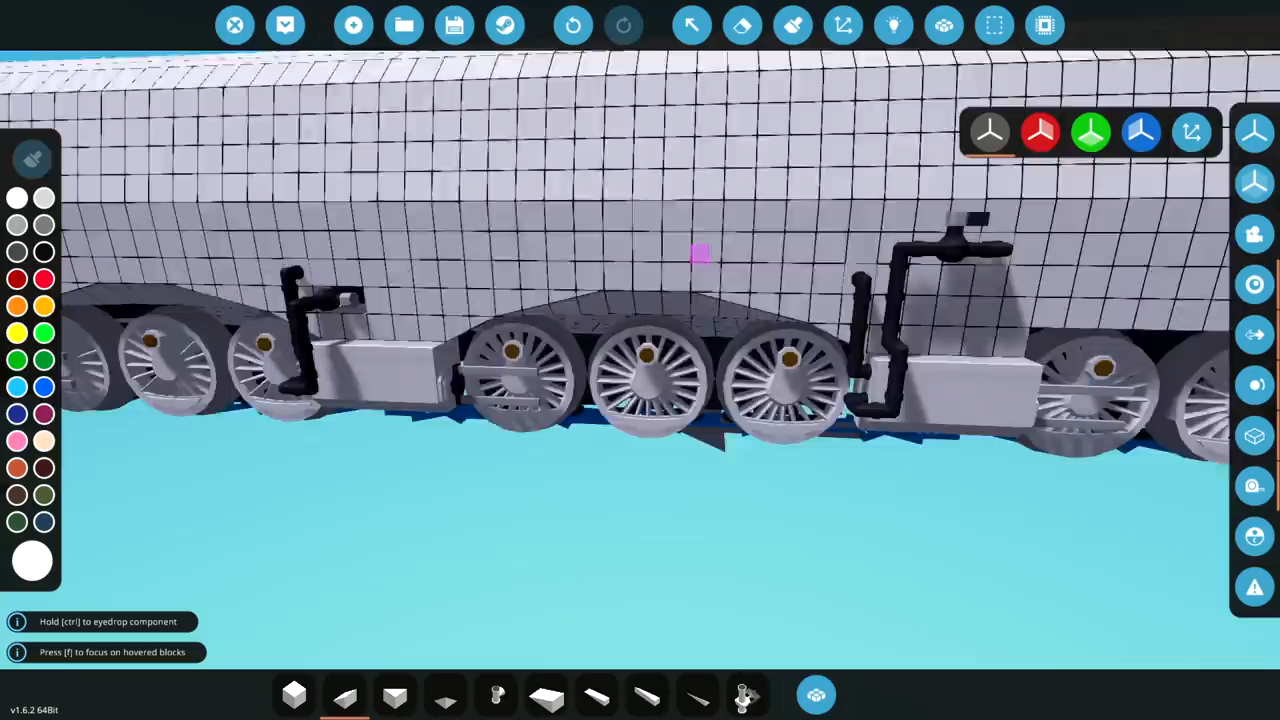 Hold [ctrl] to eyedrop component
Press [f] to focus on hovered blocks
v1.6.2 64Bit